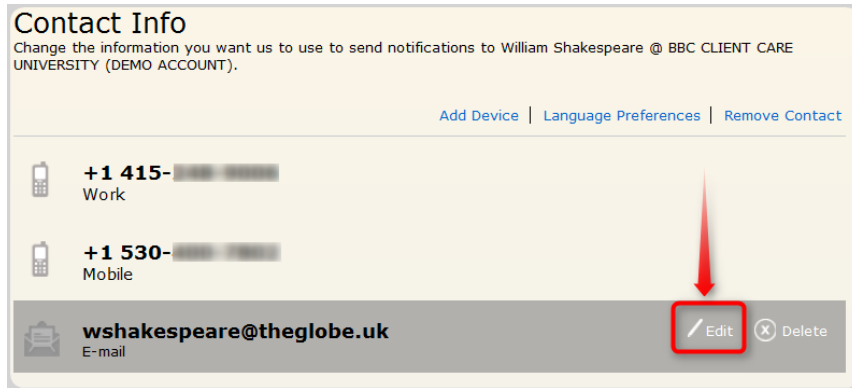 Contact Info
Change the information you want us to use to send notifications to William Shakespeare @ BBC CLIENT CARE
UNIVERSITY (DEMO ACCOUNT).
Add Device | Language Preferences | Remove Contact
+1 415-
Work
+1 530-
Mobile
wshakespeare@theglobe.uk
E-mail
Edit
Delete